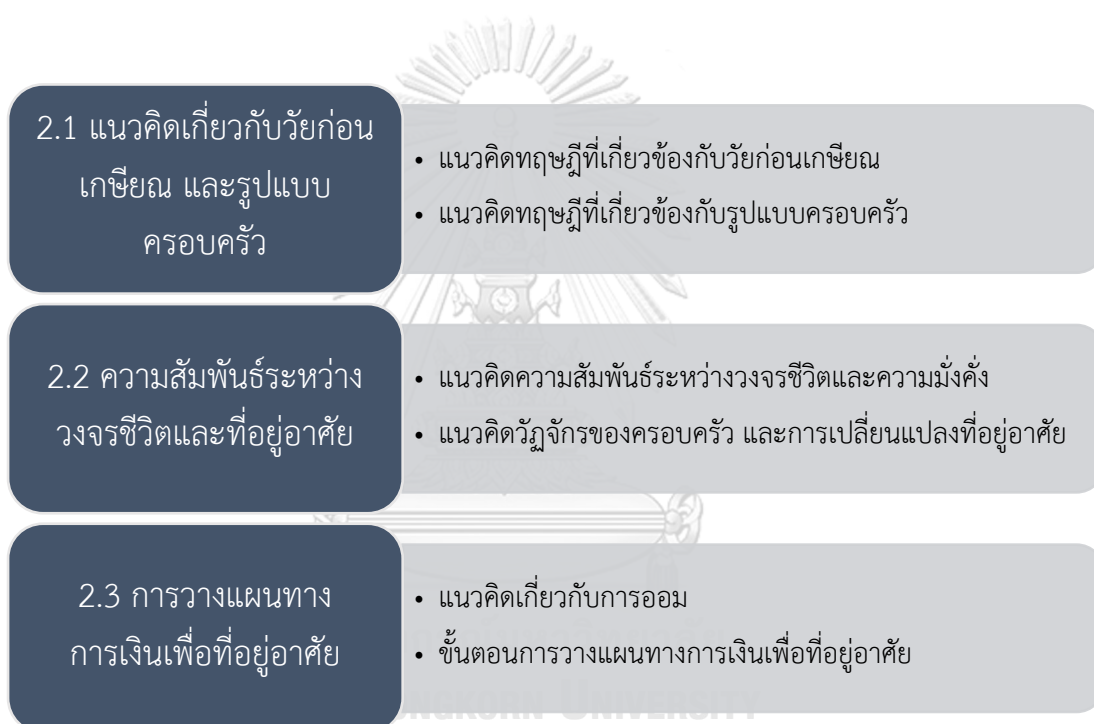 2.1 แนวคิดเกี่ยวกับวัยก่อน
เกษียณ และรูปแบบ
ครอบครัว
• แนวคิดทฤษฎีที่เกี่ยวข้องกับวัยก่อนเกษียณ
• แนวคิดทฤษฎีที่เกี่ยวข้องกับรูปแบบครอบครัว
2.2 ความสัมพันธ์ระหว่าง
วงจรชีวิตและที่อยู่อาศัย
• แนวคิดความสัมพันธ์ระหว่างวงจรชีวิตและความมั่งคั่ง
• แนวคิดวัฏจักรของครอบครัว และการเปลี่ยนแปลงที่อยู่อาศัย
2.3 การวางแผนทาง
การเงินเพื่อที่อยู่อาศัย
• แนวคิดเกี่ยวกับการออม
• ขั้นตอนการวางแผนทางการเงินเพื่อที่อยู่อาศัย
UNIVERSITY